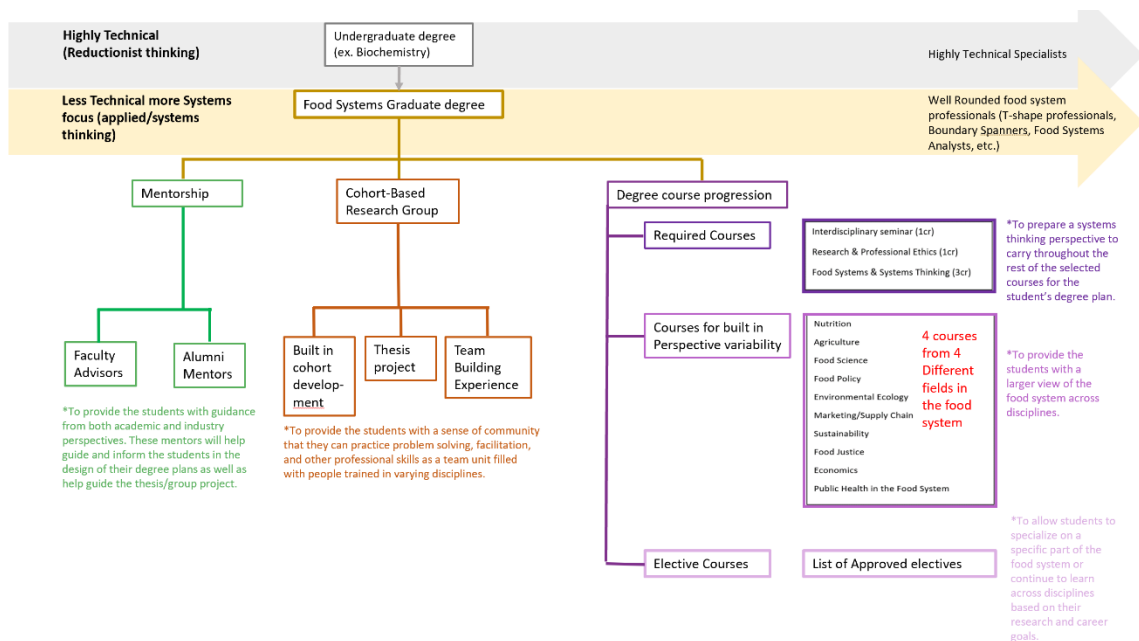 Highly Technical
(Reductionist thinking)
Undergraduate degree
(ex. Biochemistry)
Highly Technical Specialists
Less Technical more Systems
focus (applied/systems
thinking)
Food Systems Graduate degree
Well Rounded food system
professionals (T-shape professionals,
Boundary Spanners, Food Systems
Analysts, etc.)
Mentorship
Faculty
Advisors
Alumni
Mentors
*To provide the students with guidance
from both academic and industry
perspectives. These mentors will help
guide and inform the students in the
design of their degree plans as well as
help guide the thesis/group project.
Cohort-Based
Research Group
Built in
cohort
develop-
ment
Thesis
project
Team
Building
Experience
*To provide the students with a sense of community
that they can practice problem solving, facilitation,
and other professional skills as a team unit filled
with people trained in varying disciplines.
Degree course progression
Required Courses
Interdisciplinary seminar (1cr)
Research & Professional Ethics (1cr)
Food Systems & Systems Thinking (3cr)
*To prepare a systems
thinking perspective to
carry throughout the
rest of the selected
courses for the
student's degree plan.
Courses for built in
Perspective variability
Nutrition
Agriculture
Food Science
Food Policy
Environmental Ecology
Marketing/Supply Chain
Sustainability
Food Justice
Economics
Public Health in the Food System
4 courses
from 4
Different
fields in
the food
system
*To provide the
students with a
larger view of the
food system across
disciplines.
Elective Courses
List of Approved electives
*To allow students to
specialize on a
specific part of the
food system or
continue to learn
across disciplines
based on their
research and career
goals.